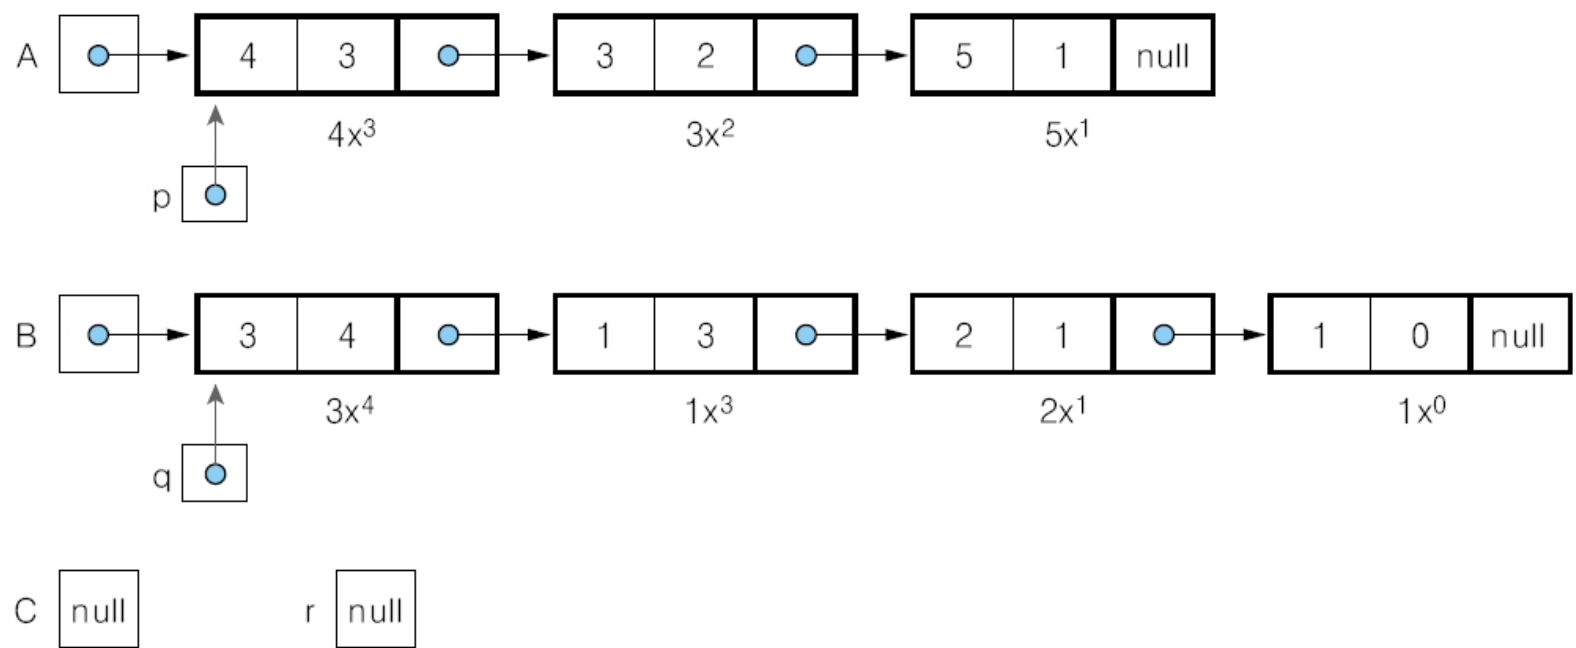 A 4 3 3 2 5 1 null
4x³ 3x² 5x¹
p
B 3 4 1 3 2 1 1 0 null
3x⁴ 1x³ 2x¹ 1x⁰
q
C null r null